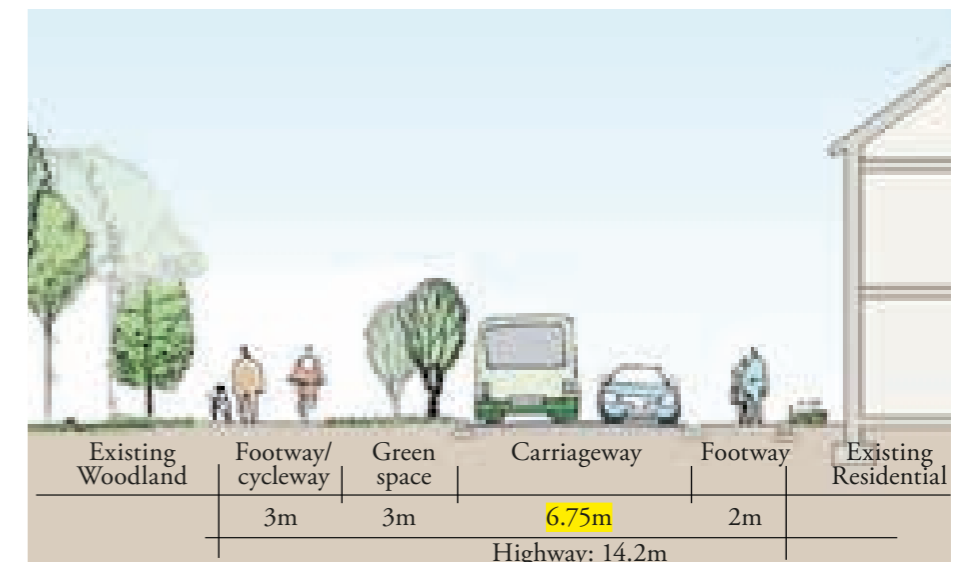 Existing Woodland
Footway/ cycleway
Green space
Carriageway
Footway
Existing Residential
3m
3m
6.75m
2m
Highway: 14.2m